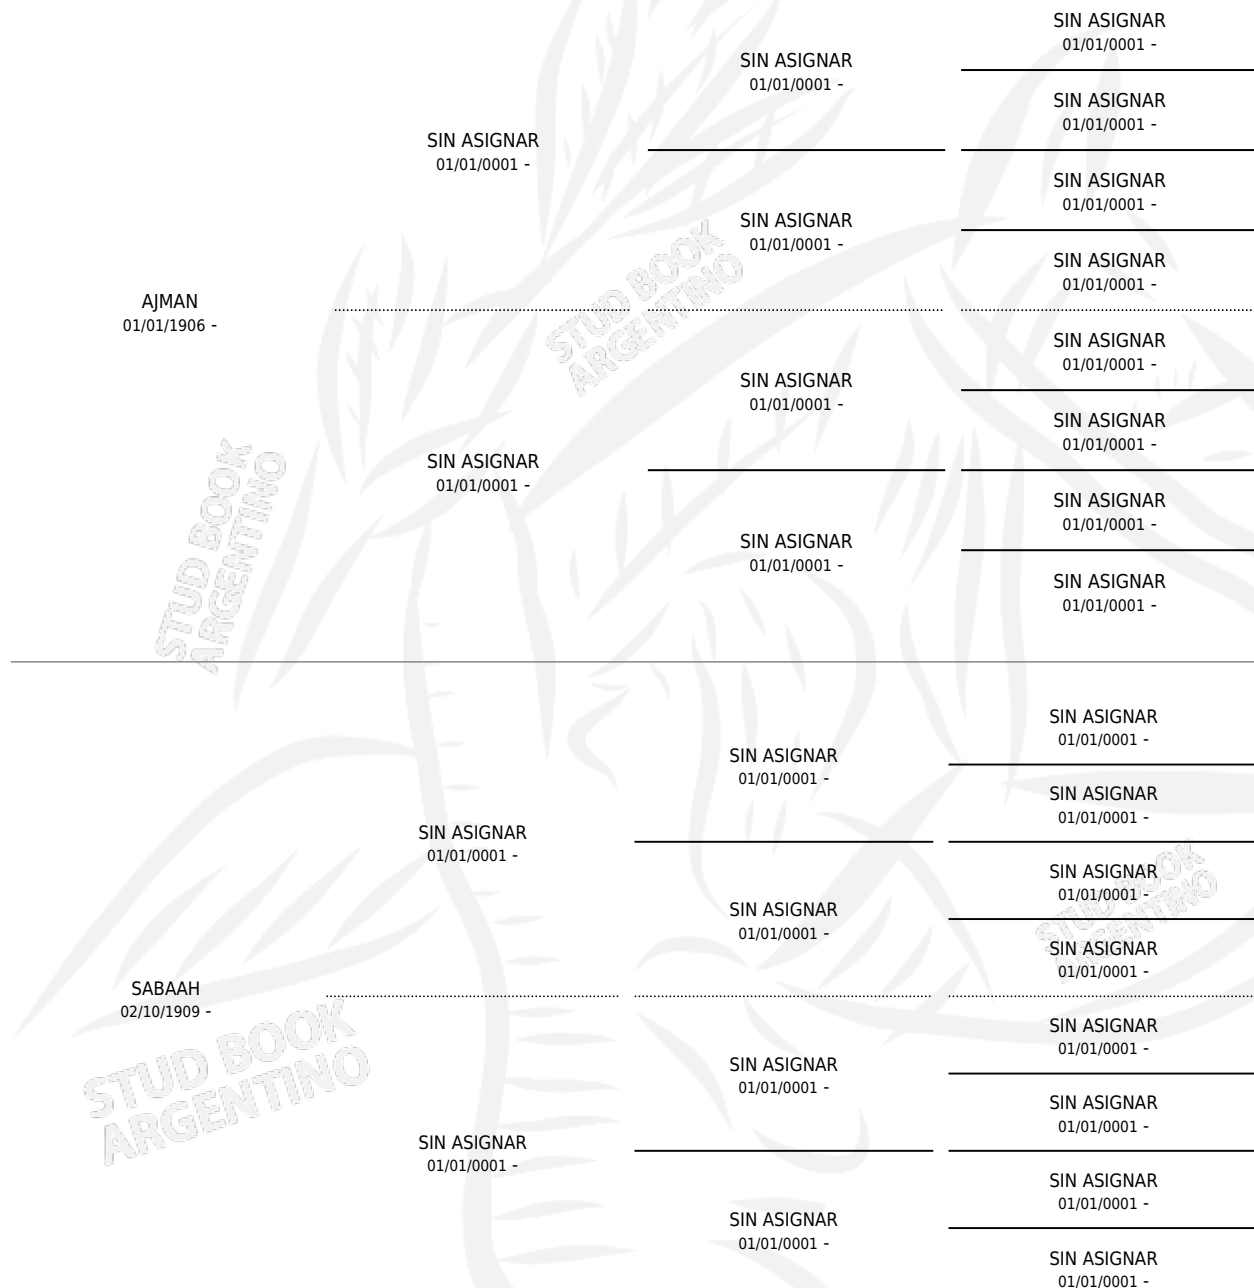 SIN ASIGNAR
01/01/0001 -
SIN ASIGNAR
01/01/0001 -
SIN ASIGNAR
01/01/0001 -
SIN ASIGNAR
01/01/0001 -
SIN ASIGNAR
01/01/0001 -
SIN ASIGNAR
01/01/0001 -
SIN ASIGNAR
01/01/0001 -
STUD BOOK
ARGENTINO
AJMAN
01/01/1906 -
SIN ASIGNAR
01/01/0001 -
SIN ASIGNAR
01/01/0001 -
SIN ASIGNAR
01/01/0001 -
SIN ASIGNAR
01/01/0001 -
STUD BOOK
ARGENTINO
SIN ASIGNAR
01/01/0001 -
SIN ASIGNAR
01/01/0001 -
SIN ASIGNAR
01/01/0001 -
SIN ASIGNAR
01/01/0001 -
SIN ASIGNAR
01/01/0001 -
SIN ASIGNAR
01/01/0001 -
SIN ASIGNAR
01/01/0001 -
SIN ASIGNAR
01/01/0001 -
SIN ASIGNAR
01/01/0001 -
SIN ASIGNAR
01/01/0001 -
STUD BOOK
ARGENTINO
SIN ASIGNAR
01/01/0001 -
SABAAH
02/10/1909 -
STUD BOOK
ARGENTINO
SIN ASIGNAR
01/01/0001 -
SIN ASIGNAR
01/01/0001 -
SIN ASIGNAR
01/01/0001 -
SIN ASIGNAR
01/01/0001 -
SIN ASIGNAR
01/01/0001 -
SIN ASIGNAR
01/01/0001 -
SIN ASIGNAR
01/01/0001 -